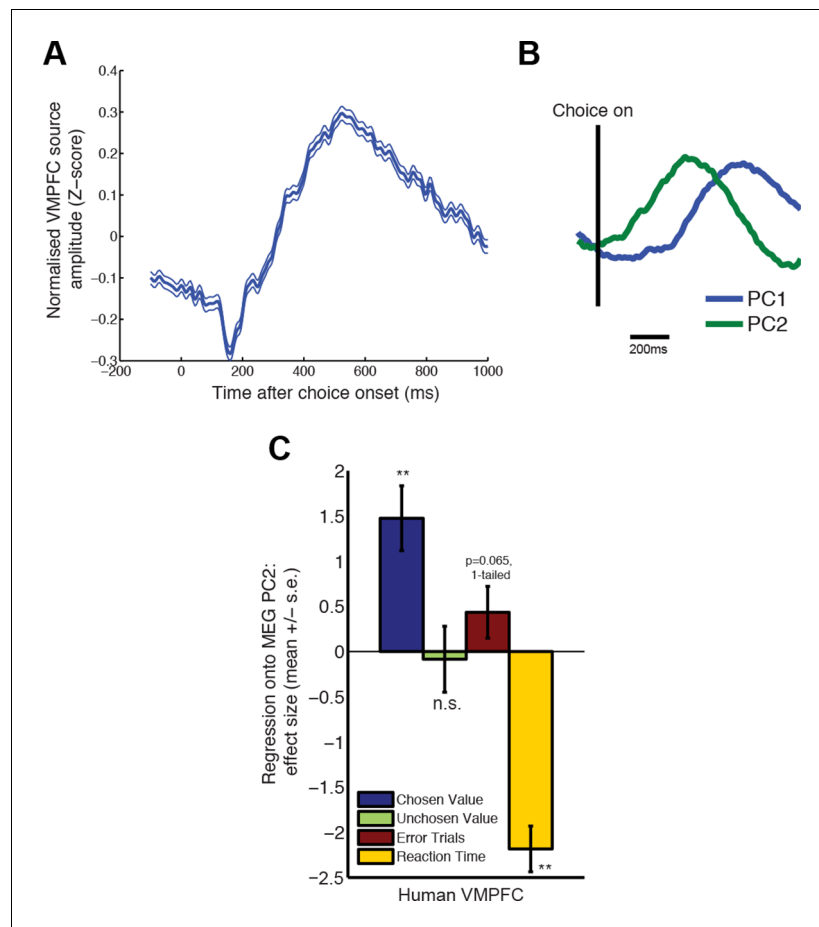 A
Normalised VMPFC source
amplitude (Z−score)
0.4
0.3
0.2
0.1
0
−0.1
−0.2
−0.3
−200
0
200
400
600
800
1000
Time after choice onset (ms)
B
Choice on
PC1
PC2
200ms
C
Regression onto MEG PC2:
effect size (mean +/− s.e.)
2
1.5
1
0.5
0
−0.5
−1
−1.5
−2
−2.5
**
p=0.065,
1-tailed
n.s.
**
Chosen Value
Unchosen Value
Error Trials
Reaction Time
Human VMPFC